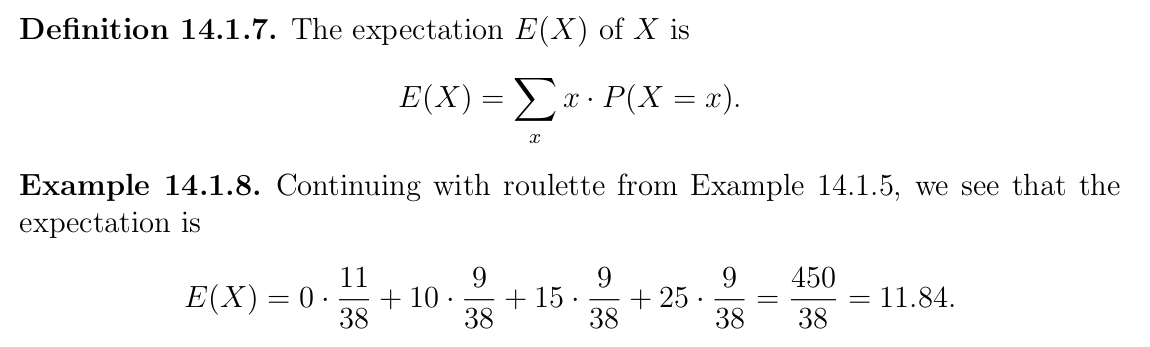 Definition 14.1.7. The expectation E(X) of X is
E(X) = ∑ₓ x · P(X = x).
Example 14.1.8. Continuing with roulette from Example 14.1.5, we see that the
expectation is
E(X) = 0 · 11/38 + 10 · 9/38 + 15 · 9/38 + 25 · 9/38 = 450/38 = 11.84.